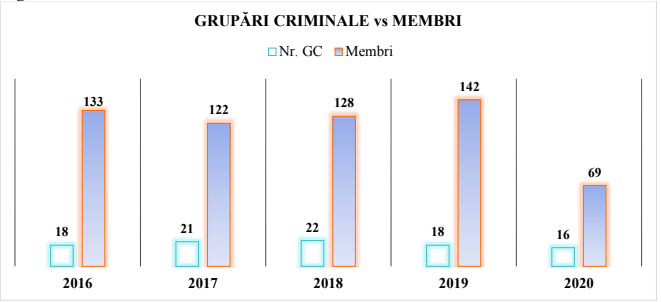 GRUPĂRI CRIMINALE vs MEMBRI
Nr. GC Membri
133 122 128 142 69
18 21 22 18 16
2016 2017 2018 2019 2020